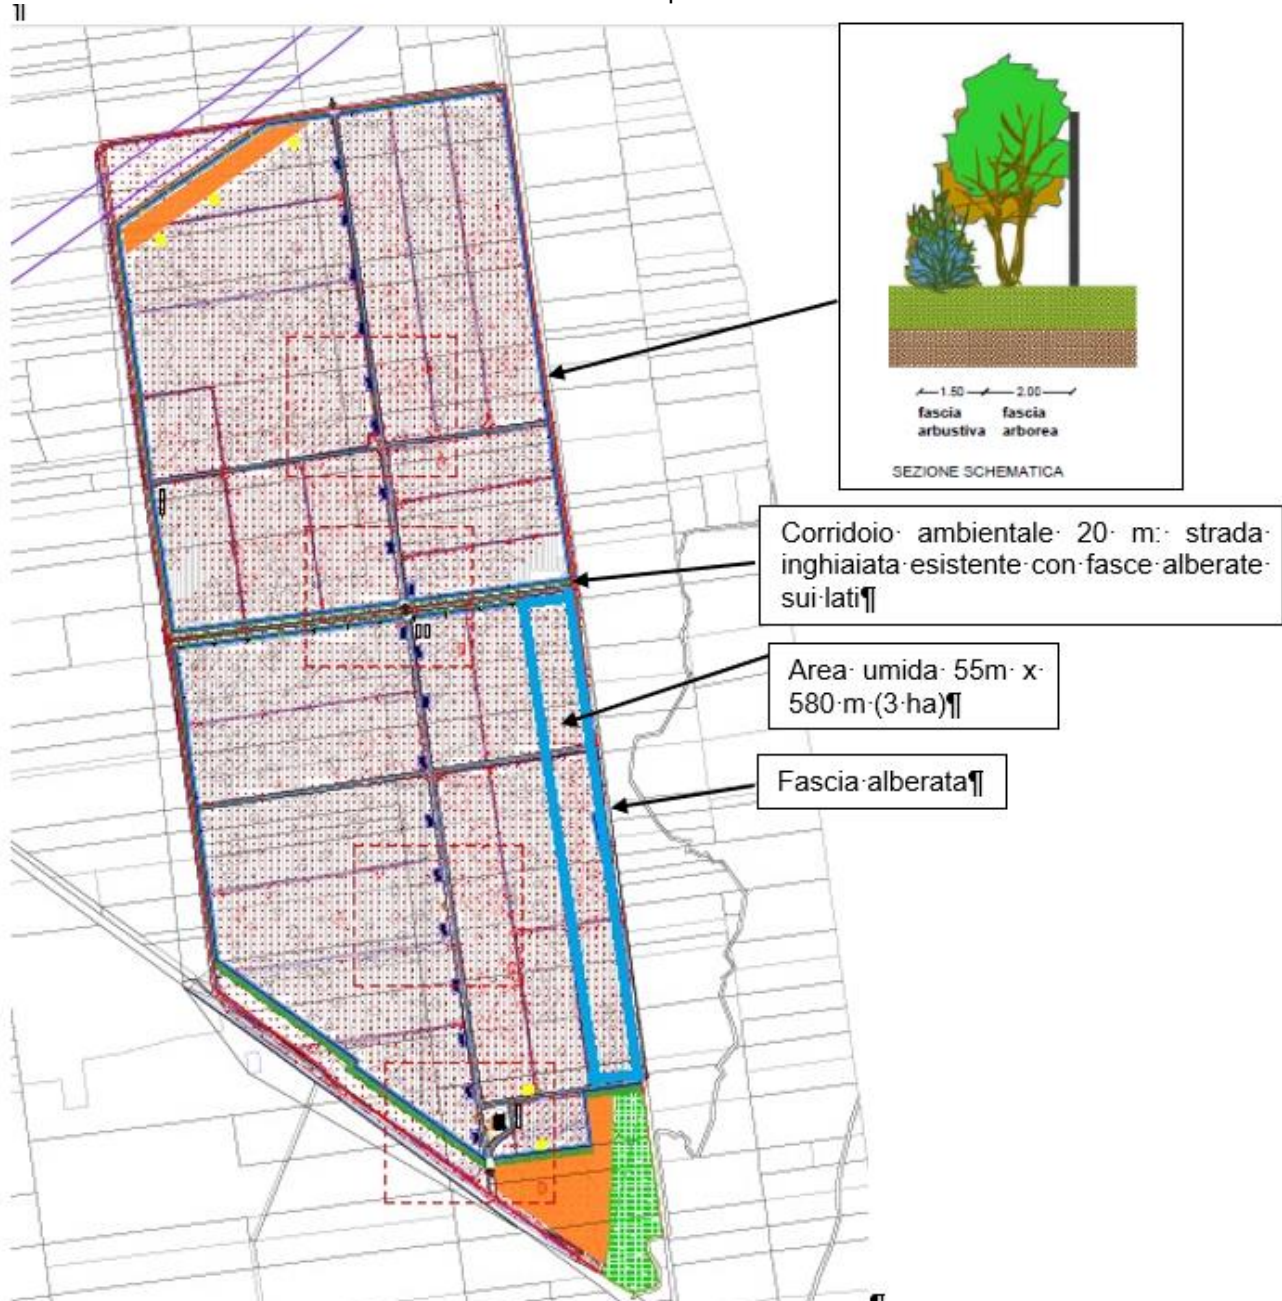 ¶
1.50 2.00
fascia fascia
arbustiva arborea
SEZIONE SCHEMATICA
Corridoio· ambientale· 20· m:· strada·
inghiaiata·esistente·con·fasce·alberate·
sui·lati¶
Area· umida· 55m· x·
580·m·(3·ha)¶
Fascia·alberata¶
¶